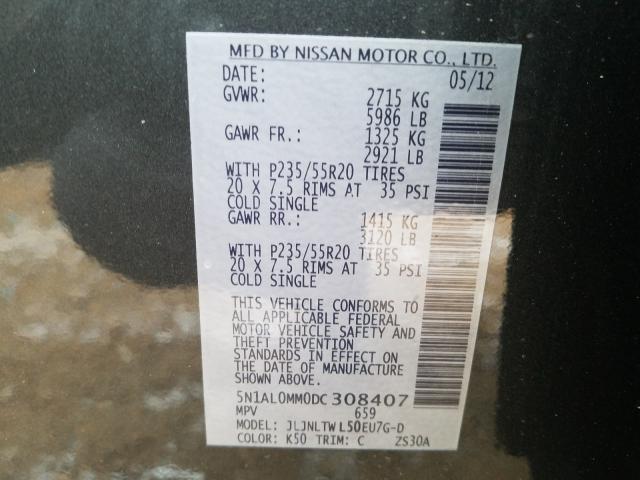 MFD BY NISSAN MOTOR CO., LTD.
DATE: 05/12
GVWR: 2715 KG
5986 LB
GAWR FR.: 1325 KG
2921 LB
WITH P235/55R20 TIRES
20 X 7.5 RIMS AT 35 PSI
COLD SINGLE
GAWR RR.: 1415 KG
3120 LB
WITH P235/55R20 TIRES
20 X 7.5 RIMS AT 35 PSI
COLD SINGLE
THIS VEHICLE CONFORMS TO
ALL APPLICABLE FEDERAL
MOTOR VEHICLE SAFETY AND
THEFT PREVENTION
STANDARDS IN EFFECT ON
THE DATE OF MANUFACTURE
SHOWN ABOVE.
5N1AL0MM0DC 308407
MPV 659
MODEL: JLJNLTW L50EU7G-D
COLOR: K50 TRIM: C ZS30A